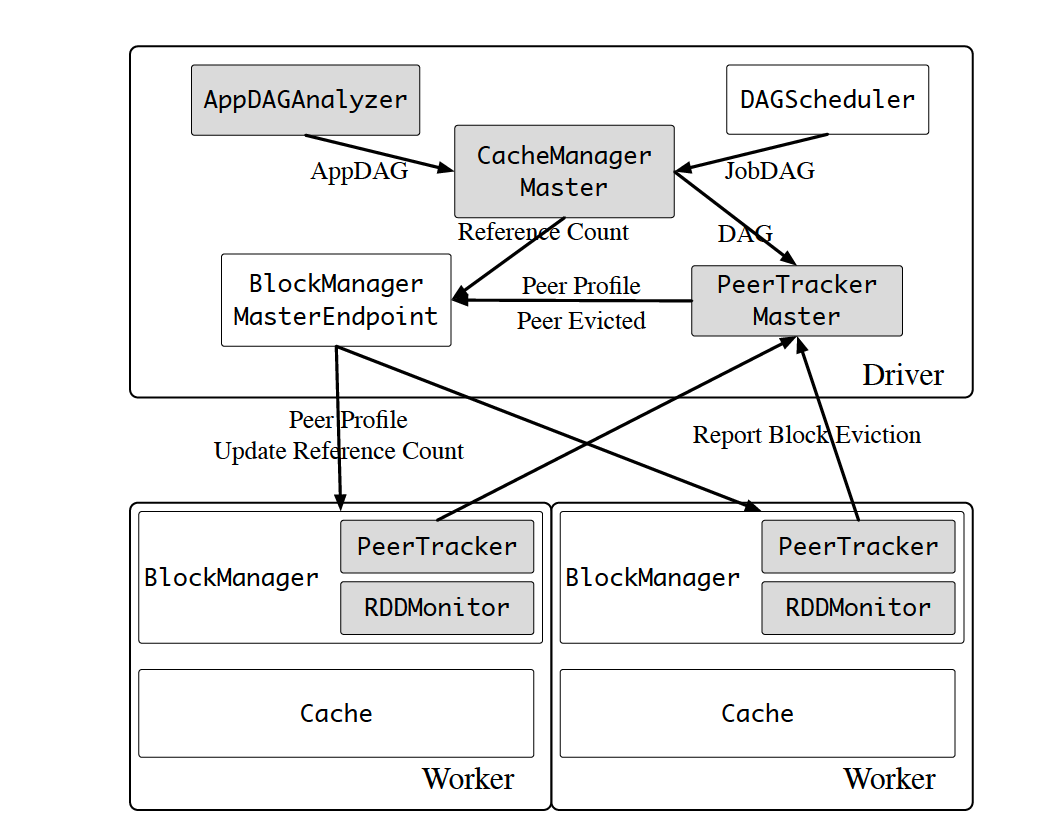 AppDAGAnalyzer
DAGScheduler
CacheManager
Master
AppDAG
JobDAG
Reference Count
DAG
BlockManager
MasterEndpoint
Peer Profile
Peer Evicted
PeerTracker
Master
Driver
Peer Profile
Update Reference Count
Report Block Eviction
BlockManager
PeerTracker
RDDMonitor
Cache
Worker
BlockManager
PeerTracker
RDDMonitor
Cache
Worker